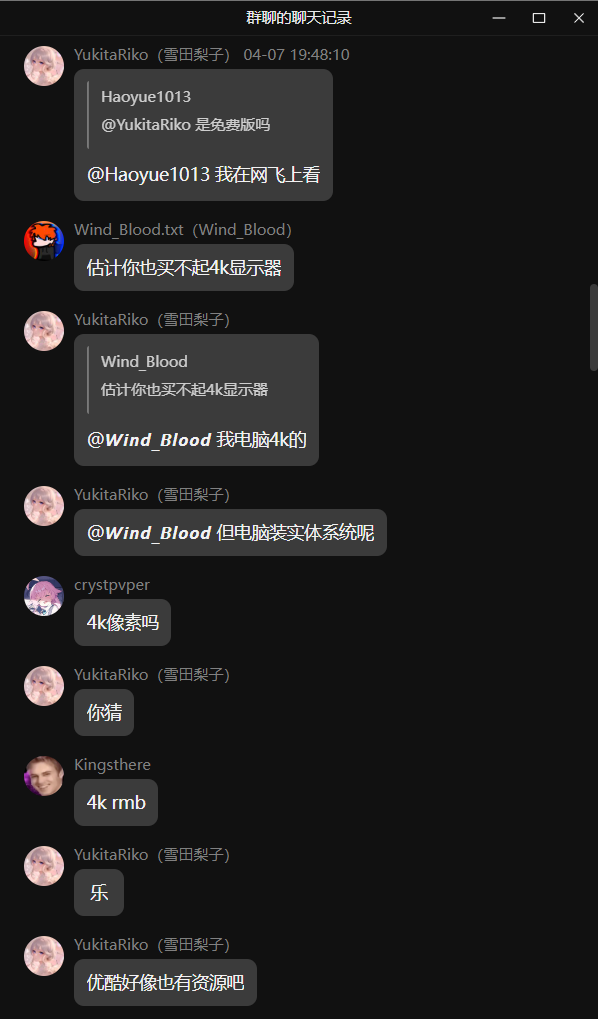 群聊的聊天记录
YukitaRiko（雪田梨子） 04-07 19:48:10
Haoyue1013
@YukitaRiko 是免费版吗
@Haoyue1013 我在网飞上看
Wind_Blood.txt（Wind_Blood）
估计你也买不起4k显示器
YukitaRiko（雪田梨子）
Wind_Blood
估计你也买不起4k显示器
@Wind_Blood 我电脑4k的
YukitaRiko（雪田梨子）
@Wind_Blood 但电脑装实体系统呢
crystpvper
4k像素吗
YukitaRiko（雪田梨子）
你猜
Kingsthere
4k rmb
YukitaRiko（雪田梨子）
乐
YukitaRiko（雪田梨子）
优酷好像也有资源吧